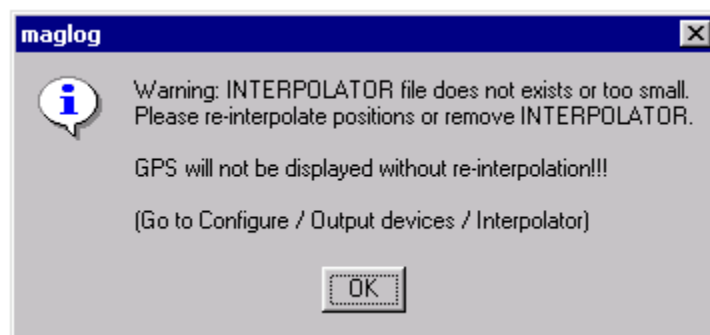 maglog
Warning: INTERPOLATOR file does not exists or too small.
Please re-interpolate positions or remove INTERPOLATOR.
GPS will not be displayed without re-interpolation!!!
(Go to Configure / Output devices / Interpolator)
OK